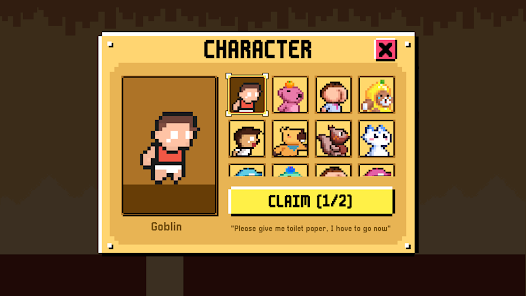 CHARACTER
CLAIM (1/2)
Goblin
"Please give me toilet paper, I have to go now"